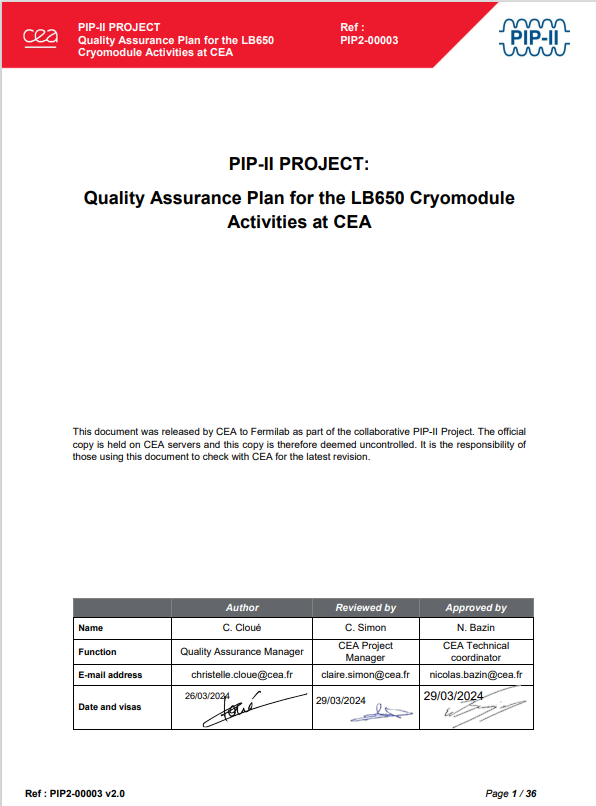 cea
PIP-II PROJECT
Quality Assurance Plan for the LB650
Cryomodule Activities at CEA
Ref :
PIP2-00003
PIP-II
PIP-II PROJECT:
Quality Assurance Plan for the LB650 Cryomodule
Activities at CEA
This document was released by CEA to Fermilab as part of the collaborative PIP-II Project. The official
copy is held on CEA servers and this copy is therefore deemed uncontrolled. It is the responsibility of
those using this document to check with CEA for the latest revision.
Author Reviewed by Approved by
Name C. Cloué C. Simon N. Bazin
Function Quality Assurance Manager CEA Project Manager CEA Technical coordinator
E-mail address christelle.cloue@cea.fr claire.simon@cea.fr nicolas.bazin@cea.fr
Date and visas 26/03/2024 29/03/2024 29/03/2024
Ref : PIP2-00003 v2.0 Page 1 / 36